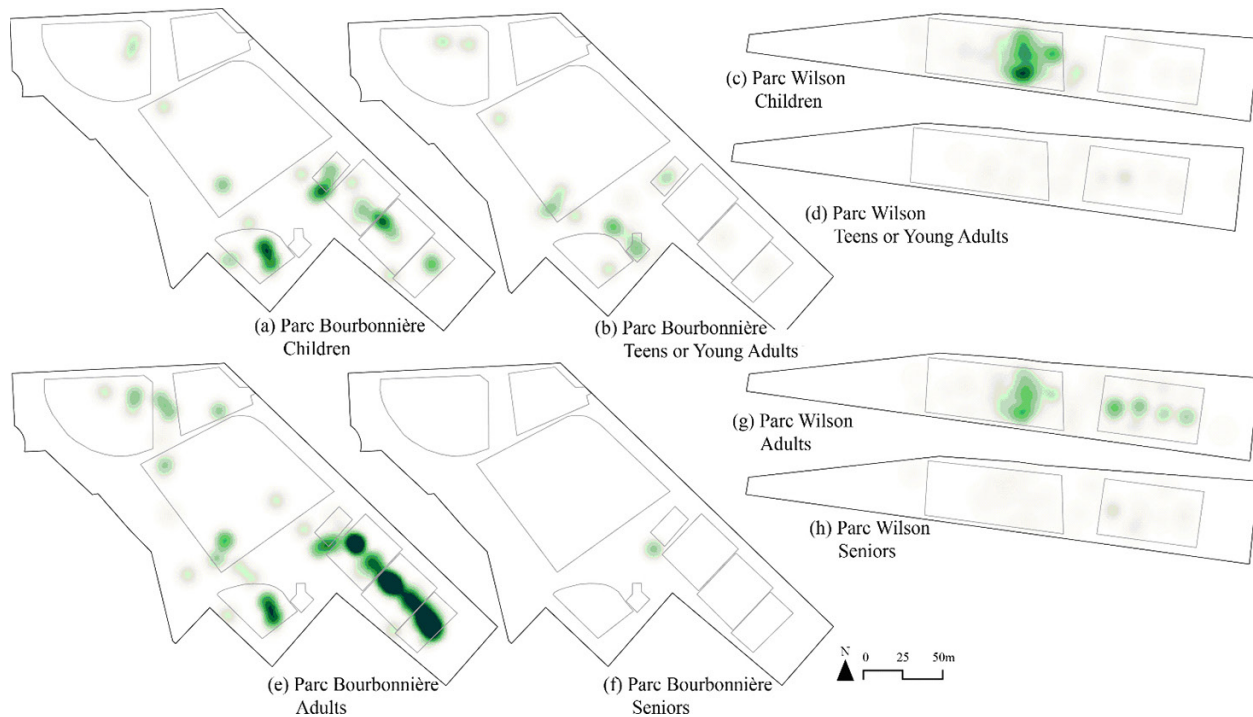 (c) Parc Wilson
Children
(d) Parc Wilson
Teens or Young Adults
(a) Parc Bourbonnière
Children
(b) Parc Bourbonnière
Teens or Young Adults
(g) Parc Wilson
Adults
(h) Parc Wilson
Seniors
(e) Parc Bourbonnière
Adults
(f) Parc Bourbonnière
Seniors
N 0 25 50m